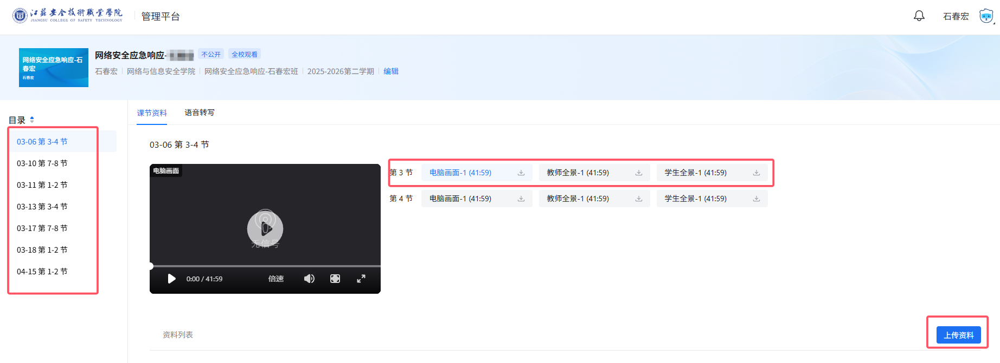 江苏安全技術職業學院
JIANGSU COLLEGE OF SAFETY TECHNOLOGY
管理平台
石春宏
网络安全应急响应-石
春宏
石春宏
网络安全应急响应-
不公开
全校观看
石春宏
网络与信息安全学院
网络安全应急响应-石春宏班
2025-2026第二学期
编辑
目录
03-06 第 3-4 节
03-10 第 7-8 节
03-11 第 1-2 节
03-13 第 3-4 节
03-17 第 7-8 节
03-18 第 1-2 节
04-15 第 1-2 节
课节资料
语音转写
03-06 第 3-4 节
电脑画面
无信号
0:00 / 41:59
倍速
第 3 节
电脑画面-1 (41:59)
教师全景-1 (41:59)
学生全景-1 (41:59)
第 4 节
电脑画面-1 (41:59)
教师全景-1 (41:59)
学生全景-1 (41:59)
资料列表
上传资料